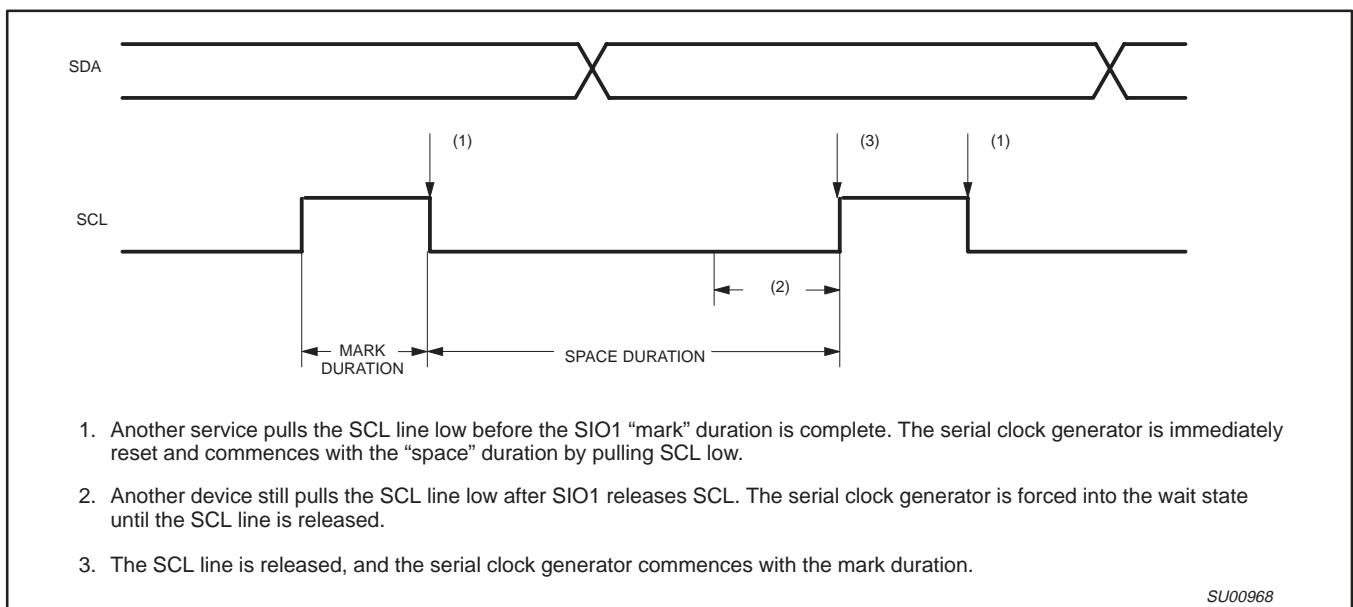 SDA
(1)
(3)
(1)
SCL
(2)
MARK
DURATION
SPACE DURATION
1. Another service pulls the SCL line low before the SIO1 “mark” duration is complete. The serial clock generator is immediately
reset and commences with the “space” duration by pulling SCL low.
2. Another device still pulls the SCL line low after SIO1 releases SCL. The serial clock generator is forced into the wait state
until the SCL line is released.
3. The SCL line is released, and the serial clock generator commences with the mark duration.
SU00968